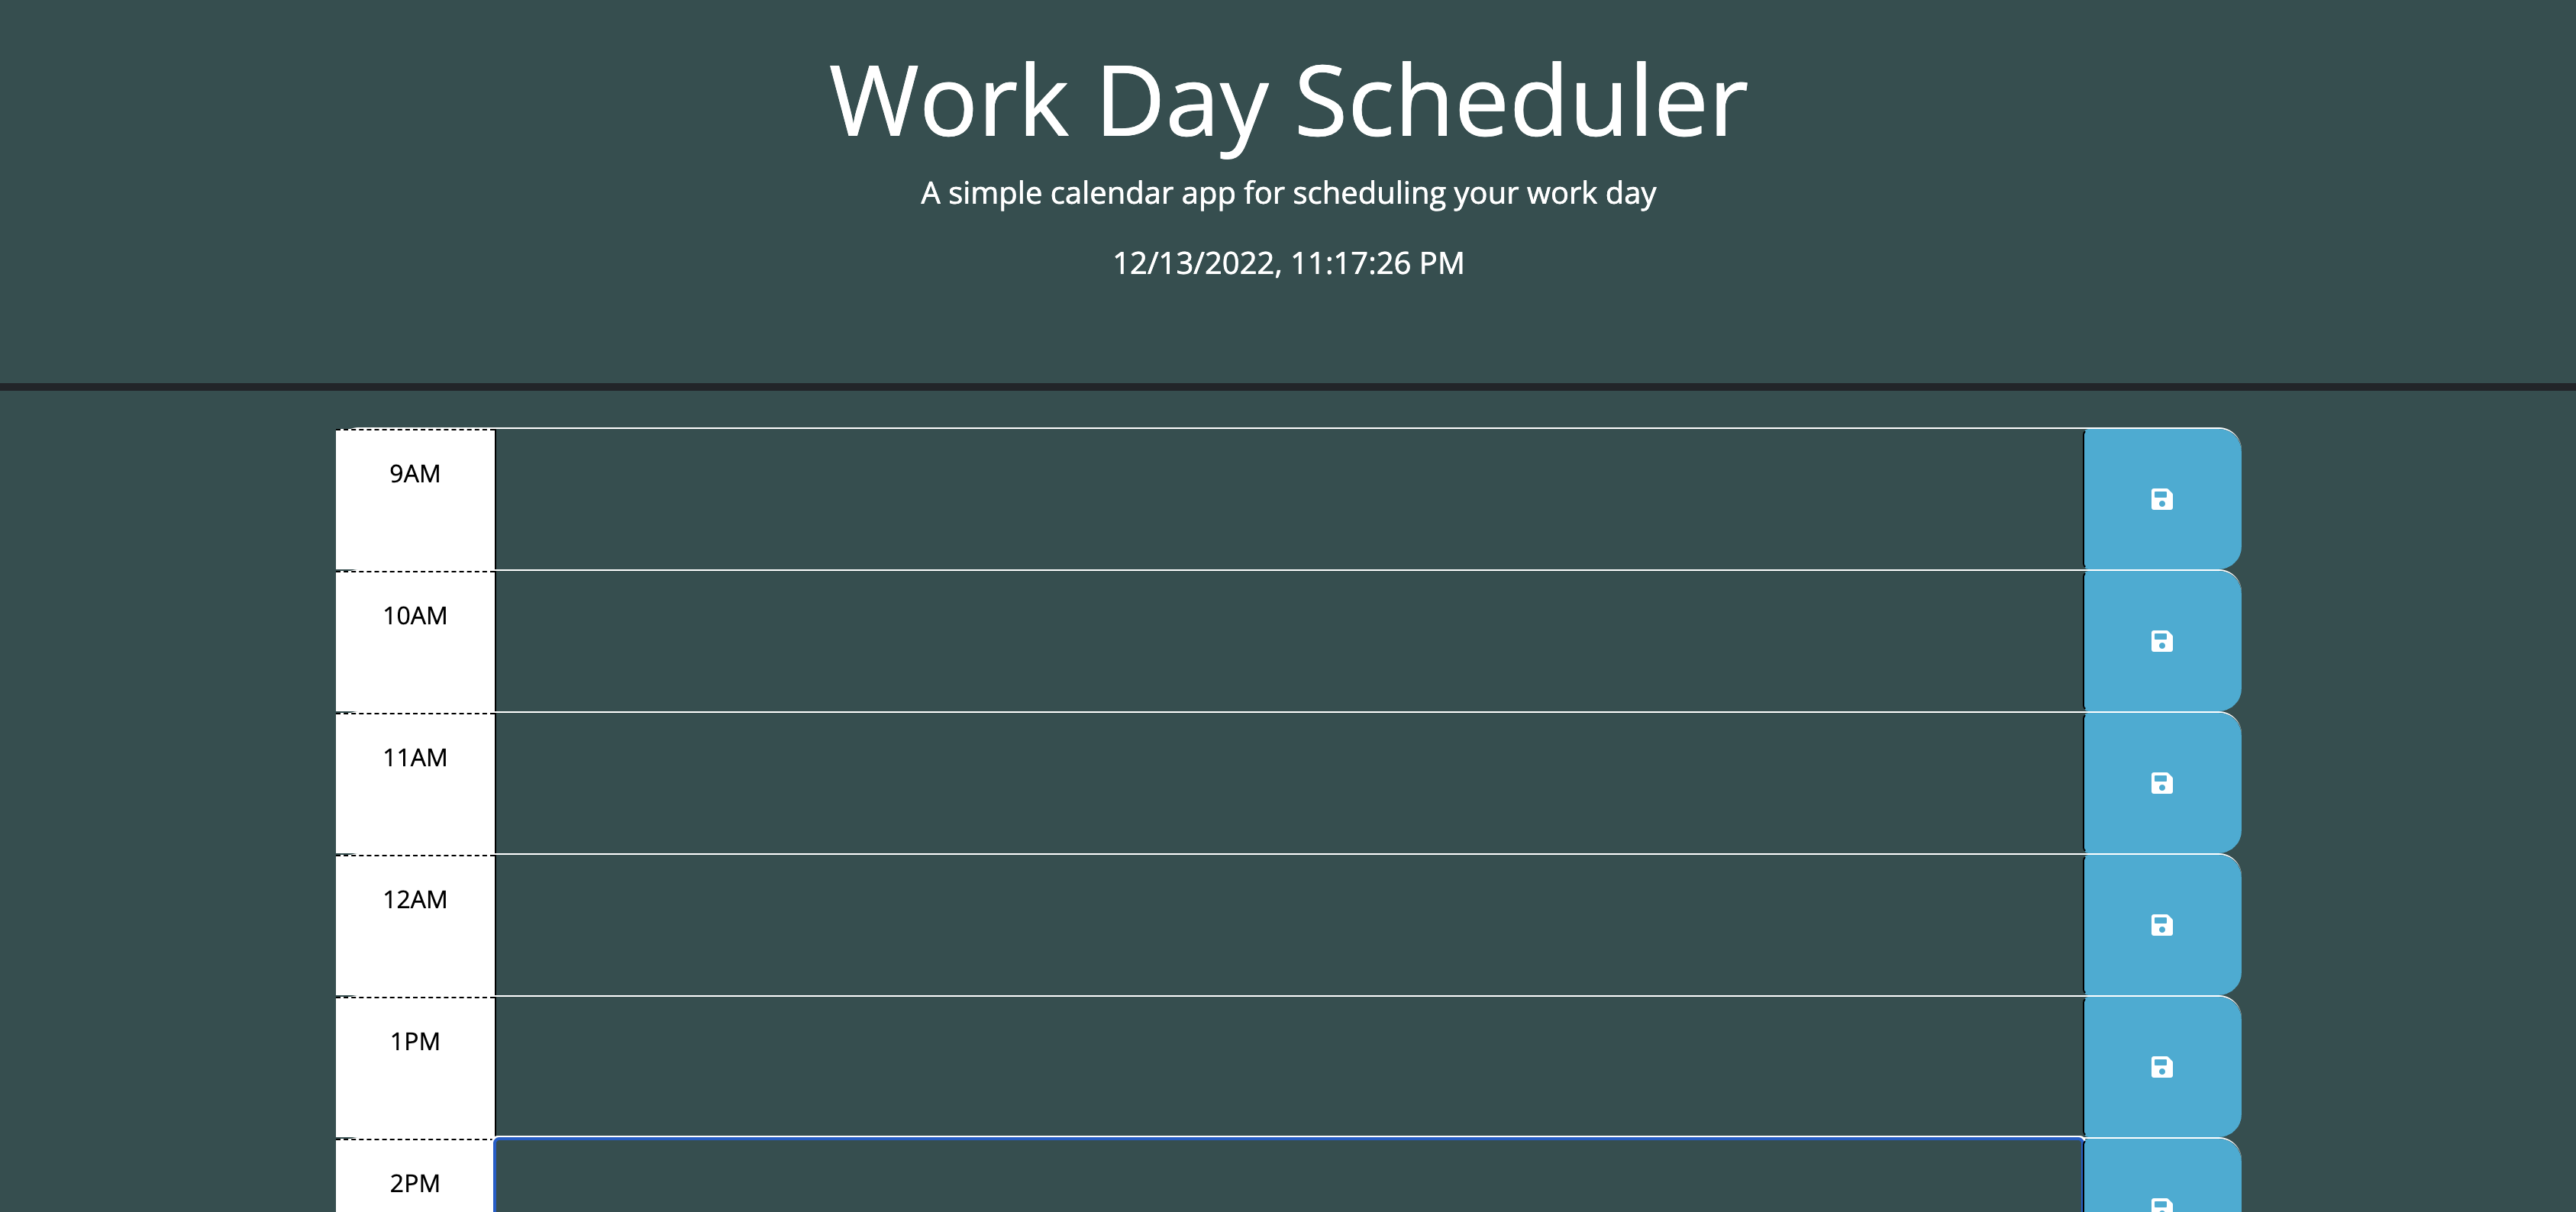 Work Day Scheduler
A simple calendar app for scheduling your work day
12/13/2022, 11:17:26 PM
9AM
10AM
11AM
12AM
1PM
2PM